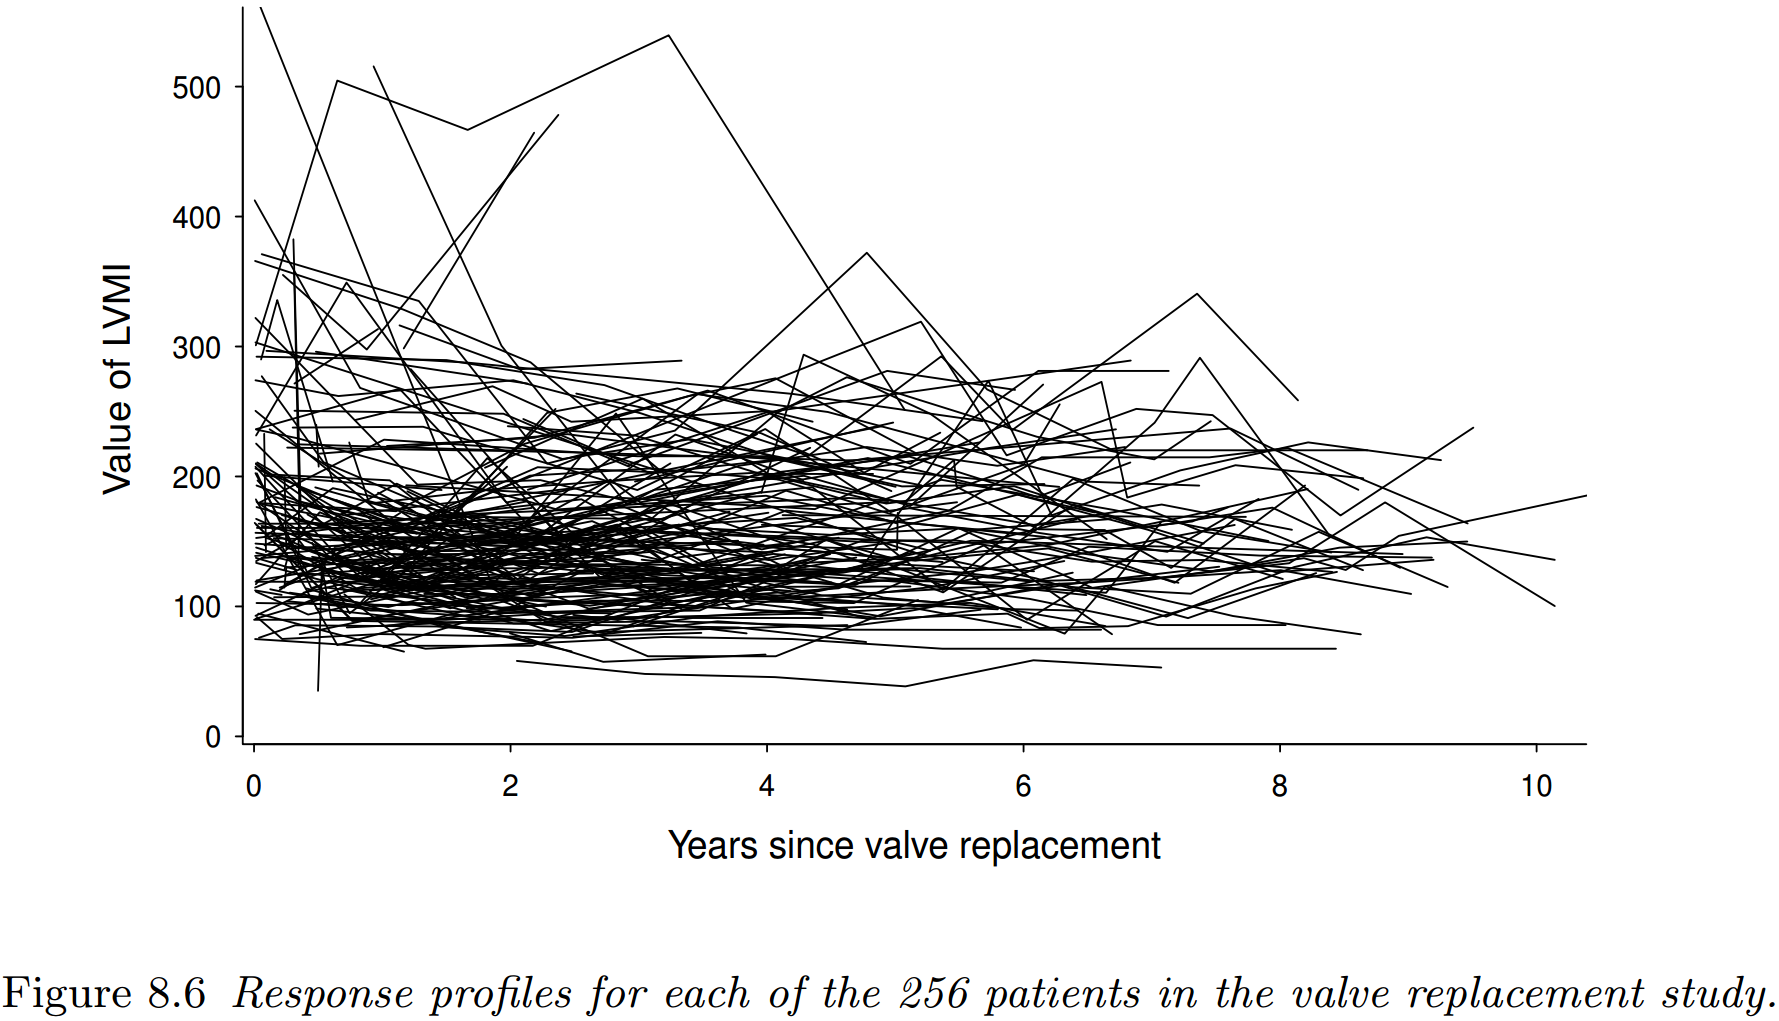 500
400
300
200
100
0
Value of LVMI
0 2 4 6 8 10
Years since valve replacement
Figure 8.6 Response profiles for each of the 256 patients in the valve replacement study.